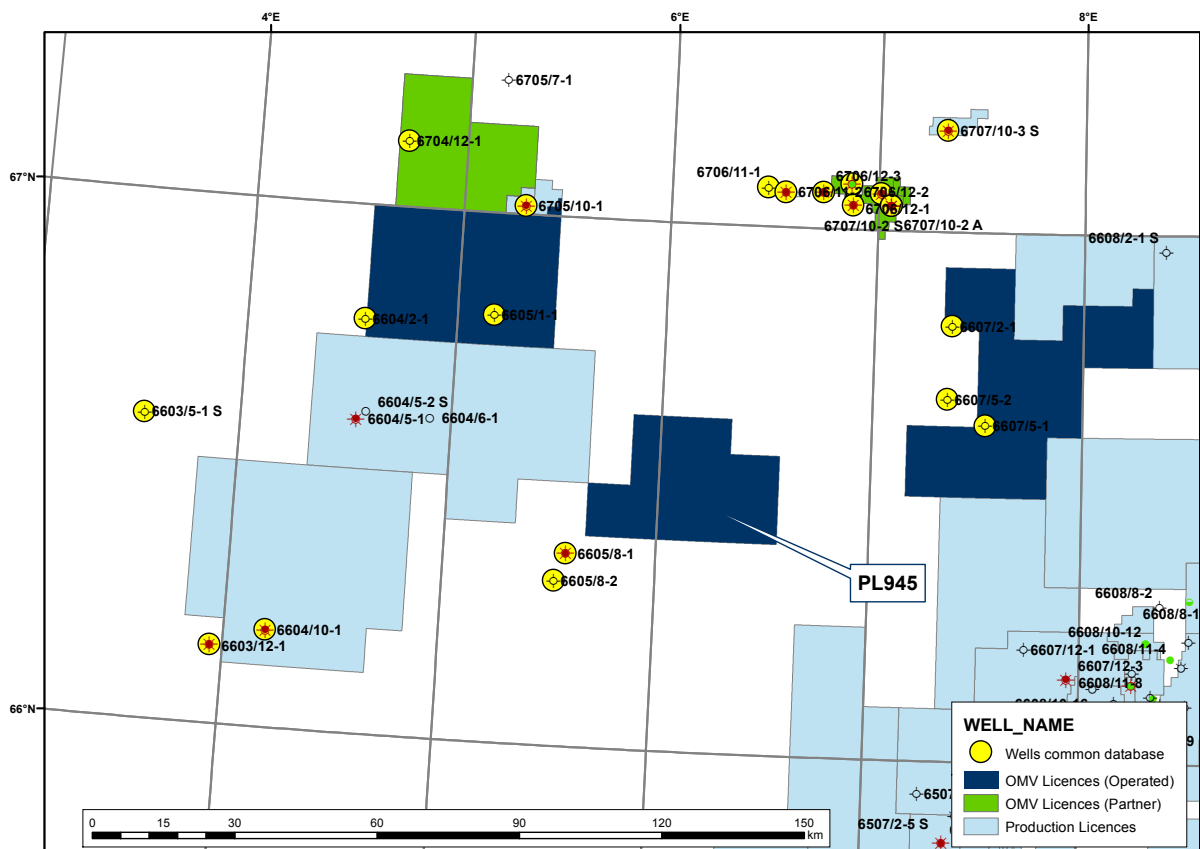 4°E
6°E
8°E
6705/7-1
6704/12-1
6707/10-3 S
67°N
6706/11-1
6706/12-3
6706/11-2
6706/12-2
6705/10-1
6706/12-1
6707/10-2 S
6707/10-2 A
6608/2-1 S
6604/2-1
6605/1-1
6607/2-1
6603/5-1 S
6604/5-2 S
6604/5-1
6604/6-1
6607/5-2
6607/5-1
6605/8-1
6605/8-2
PL945
6608/8-2
6608/8-1
6604/10-1
6603/12-1
6608/10-12
6607/12-1
6608/11-4
6607/12-3
6608/11-8
66°N
WELL_NAME
Wells common database
OMV Licences (Operated)
OMV Licences (Partner)
Production Licences
6507/2-5 S
0 15 30 60 90 120 150
km